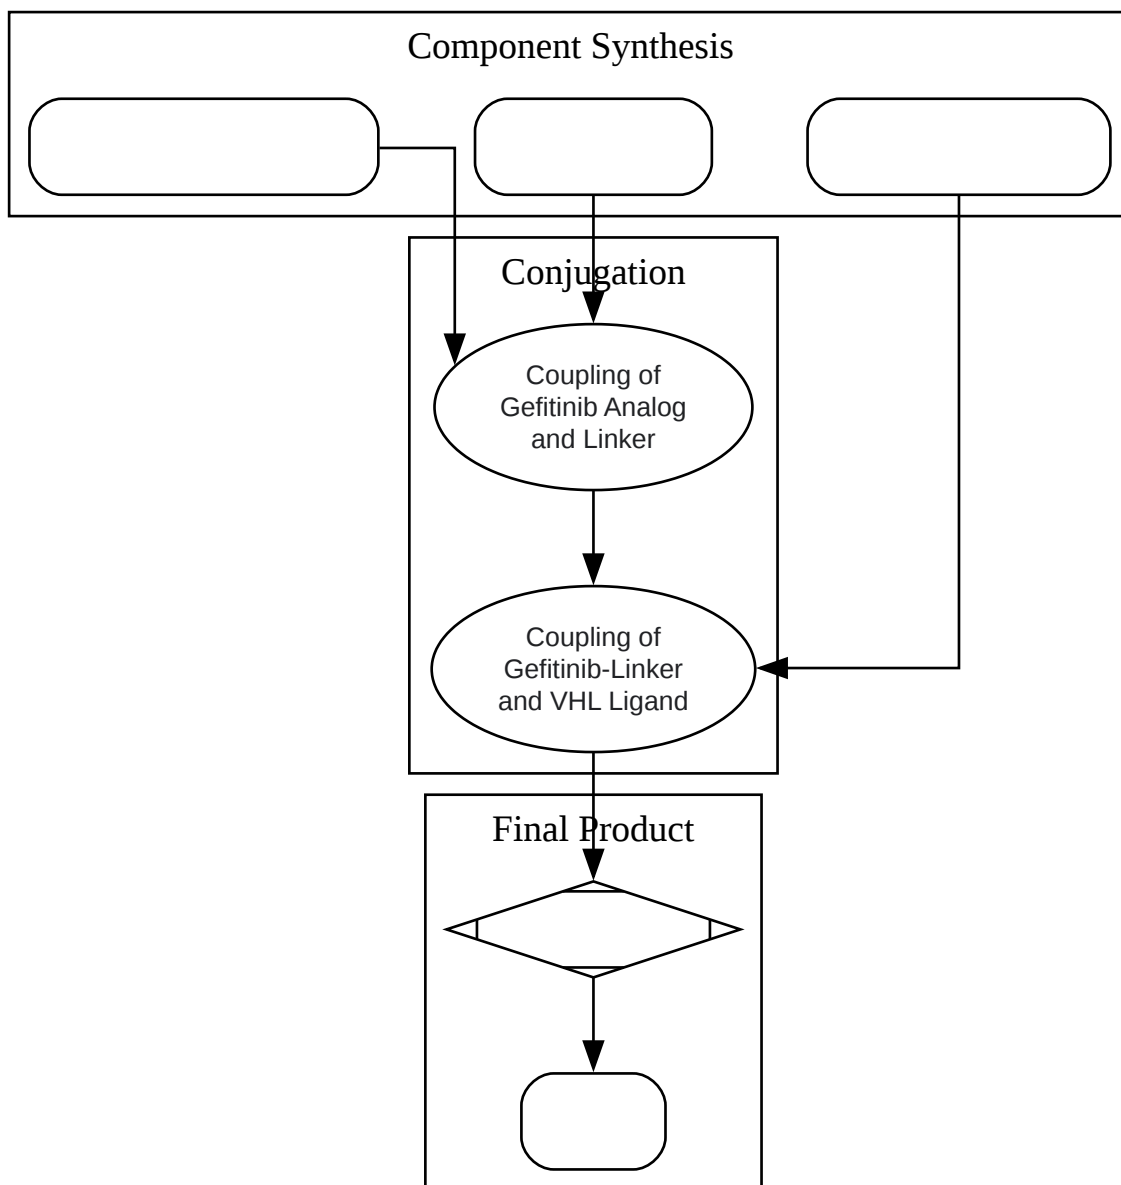 Component Synthesis
Conjugation
Coupling of
Gefitinib Analog
and Linker
Coupling of
Gefitinib-Linker
and VHL Ligand
Final Product